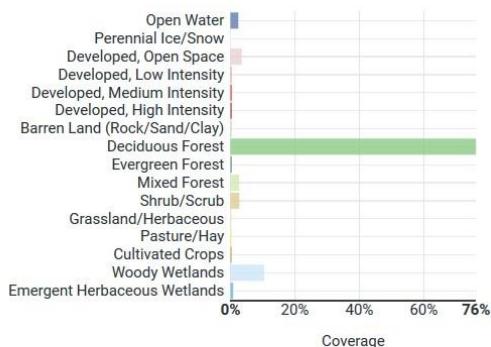 Open Water
Perennial Ice/Snow
Developed, Open Space
Developed, Low Intensity
Developed, Medium Intensity
Developed, High Intensity
Barren Land (Rock/Sand/Clay)
Deciduous Forest
Evergreen Forest
Mixed Forest
Shrub/Scrub
Grassland/Herbaceous
Pasture/Hay
Cultivated Crops
Woody Wetlands
Emergent Herbaceous Wetlands
0% 20% 40% 60% 76%
Coverage